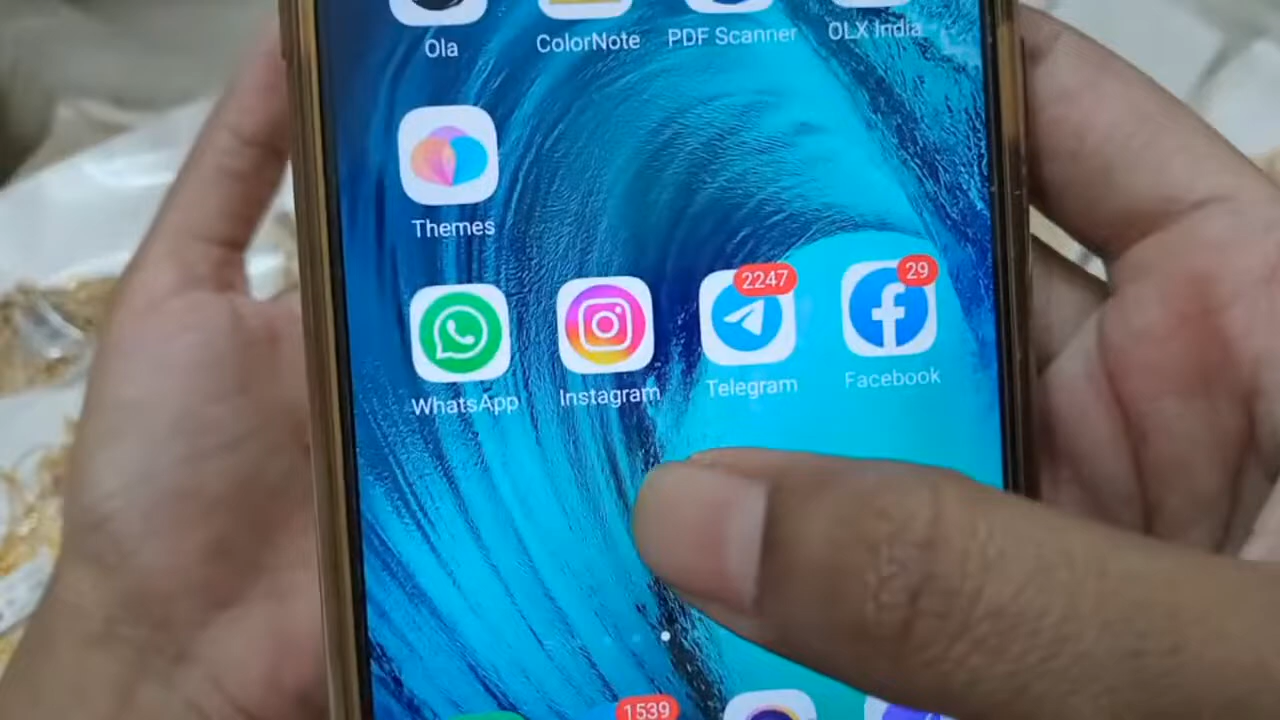 Ola ColorNote PDF Scanner OLX India
Themes
2247 29
WhatsApp Instagram Telegram Facebook
1539